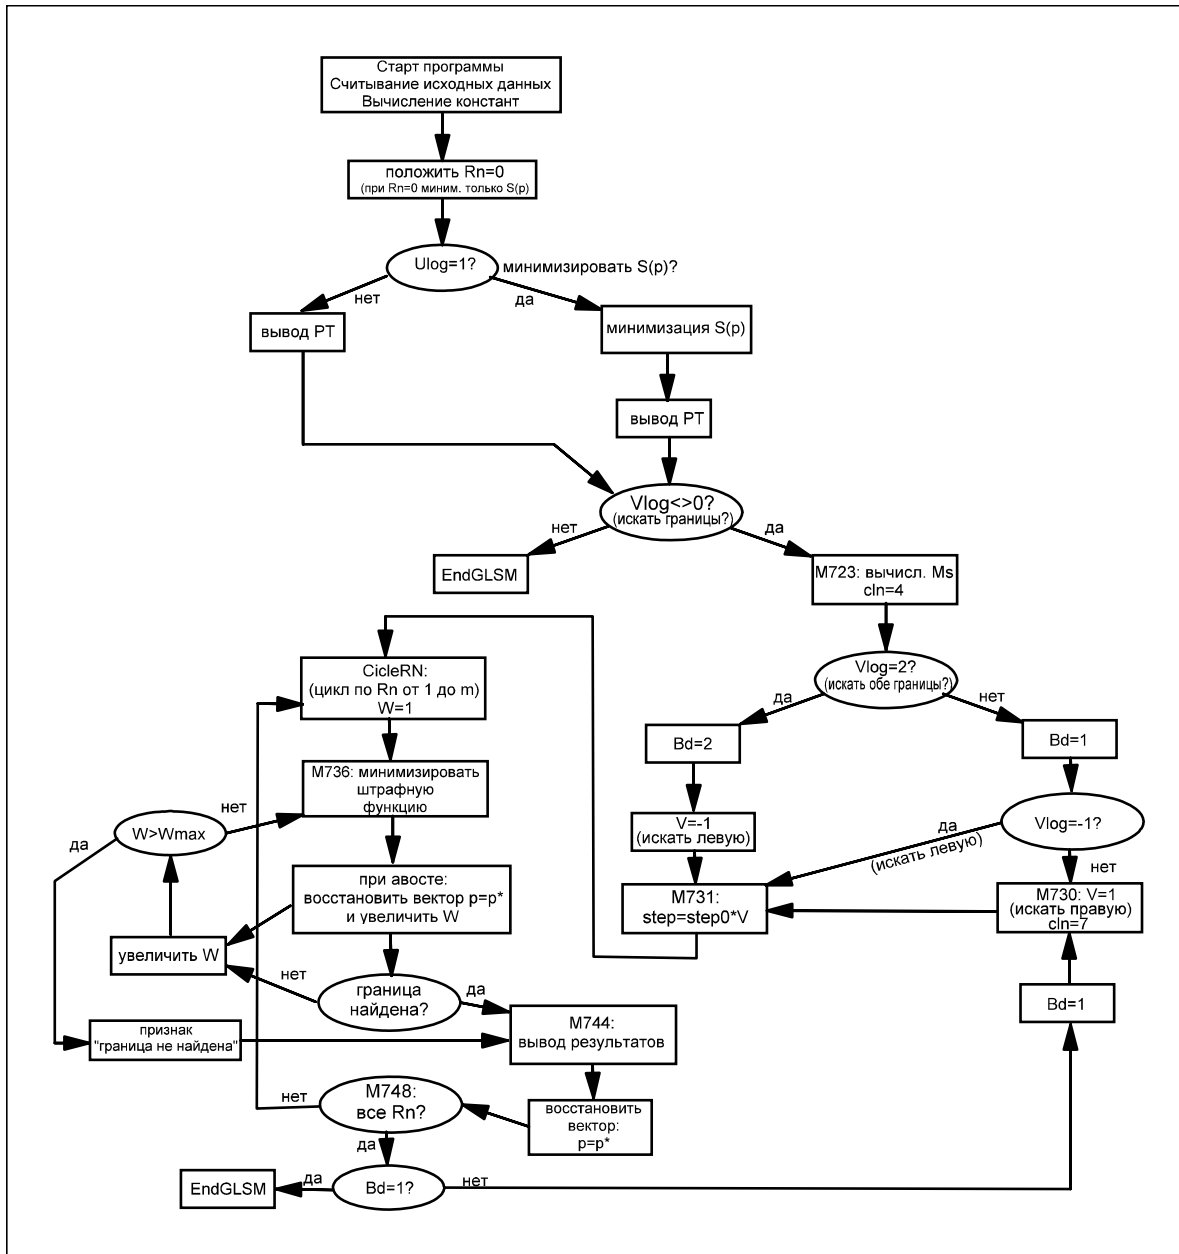 Старт программы
Считывание исходных данных
Вычисление констант
положить Rn=0
(при Rn=0 миним. только S(p)
Ulog=1?
минимизировать S(p)?
нет
да
вывод РТ
минимизация S(p)
вывод РТ
Vlog<>0?
(искать границы?)
нет
да
EndGLSM
M723: вычисл. Ms
cln=4
CicleRN:
(цикл по Rn от 1 до m)
W=1
Vlog=2?
(искать обе границы?)
да
нет
Bd=2
Bd=1
M736: минимизировать
штрафную
функцию
нет
W>Wmax
да
V=-1
(искать левую)
Vlog=-1?
да
(искать левую)
нет
при авосте:
восстановить вектор p=p*
и увеличить W
M731:
step=step0*V
M730: V=1
(искать правую)
cln=7
увеличить W
нет
граница
найдена?
да
Bd=1
признак
"граница не найдена"
M744:
вывод результатов
M748:
все Rn?
нет
восстановить
вектор:
p=p*
да
EndGLSM
да
Bd=1?
нет